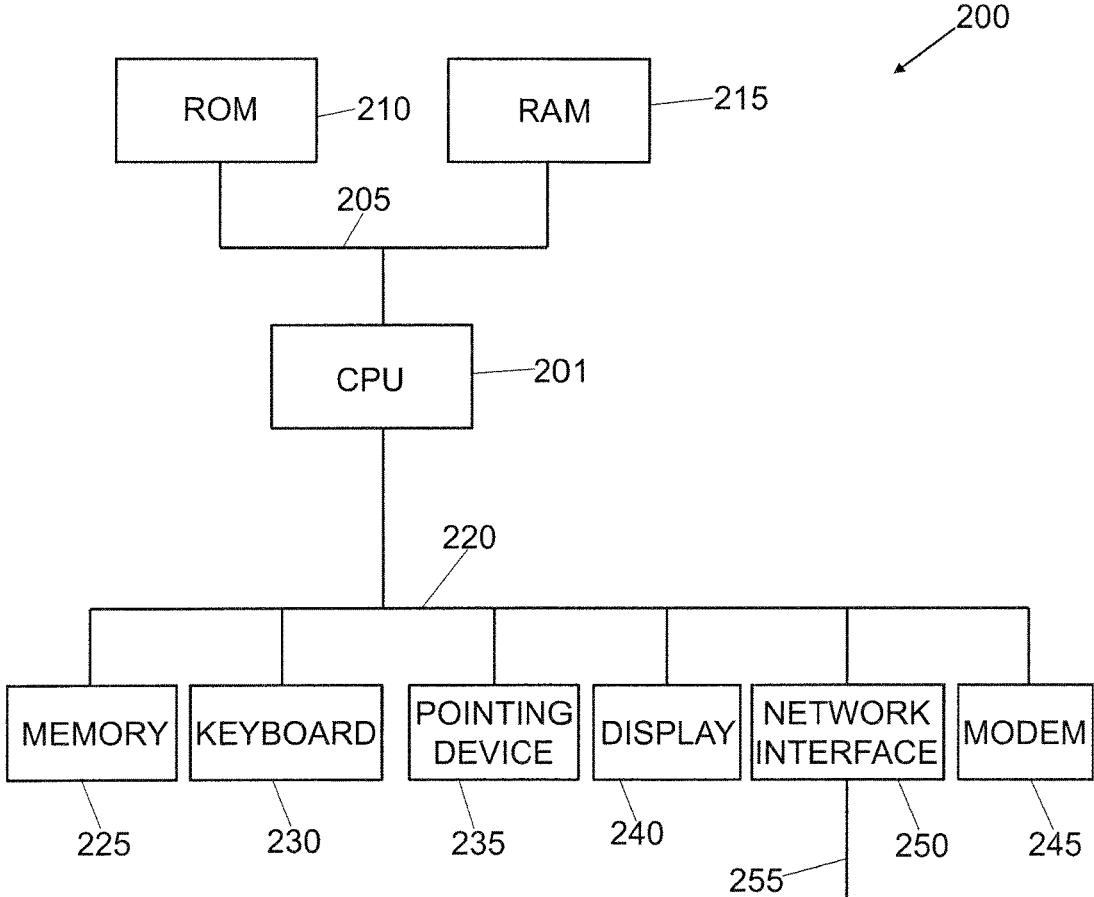 200
ROM
210
RAM
215
205
CPU
201
220
MEMORY
KEYBOARD
POINTING
DEVICE
DISPLAY
NETWORK
INTERFACE
MODEM
225
230
235
240
250
245
255